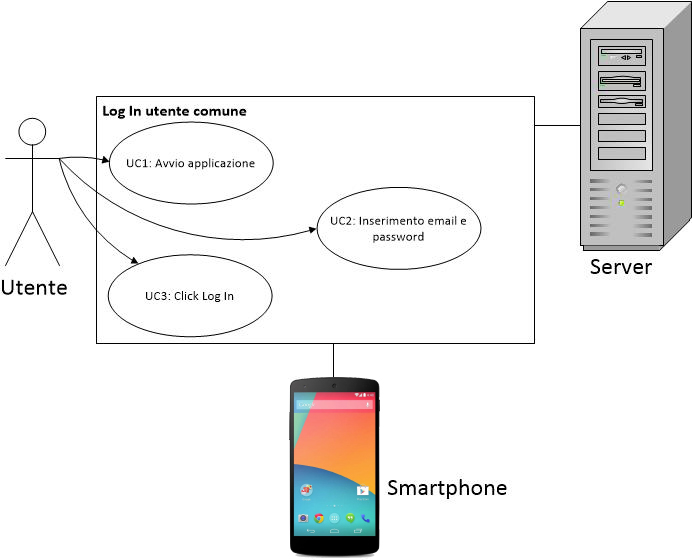 Log In utente comune
UC1: Avvio applicazione
UC2: Inserimento email e
password
UC3: Click Log In
Utente
Server
Smartphone